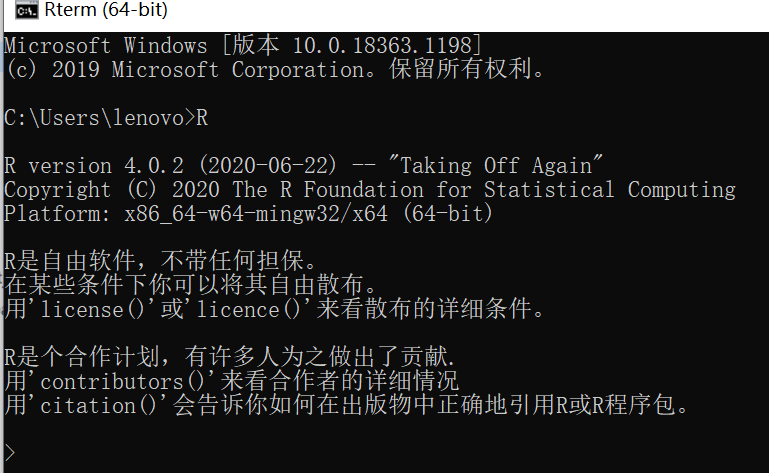 Rterm (64-bit)
Microsoft Windows [版本 10.0.18363.1198]
(c) 2019 Microsoft Corporation。保留所有权利。
C:\Users\lenovo>R
R version 4.0.2 (2020-06-22) -- "Taking Off Again"
Copyright (C) 2020 The R Foundation for Statistical Computing
Platform: x86_64-w64-mingw32/x64 (64-bit)
R是自由软件，不带任何担保。
在某些条件下你可以将其自由散布。
用'license()'或'licence()'来看散布的详细条件。
R是个合作计划，有许多人为之做出了贡献.
用'contributors()'来看合作者的详细情况
用'citation()'会告诉你如何在出版物中正确地引用R或R程序包。
>